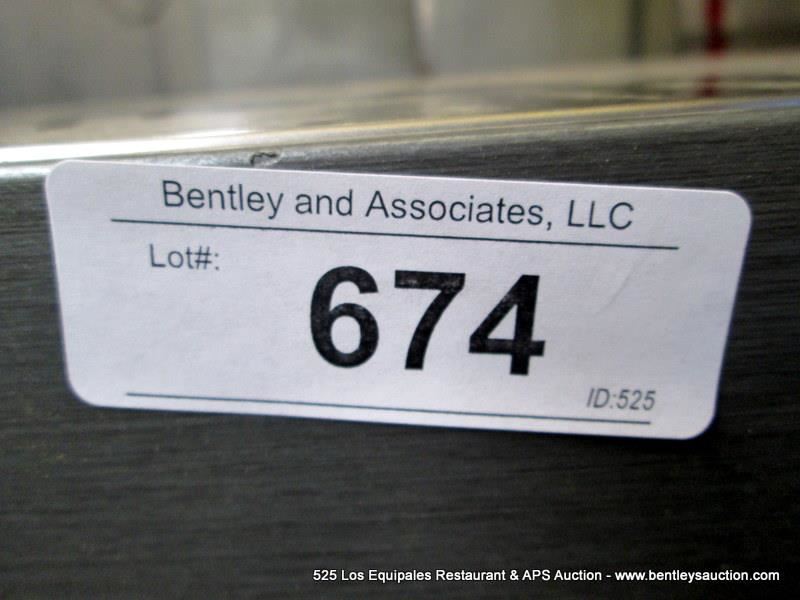 Bentley and Associates, LLC
Lot#:
674
ID:525
525 Los Equipales Restaurant & APS Auction - www.bentleysauction.com